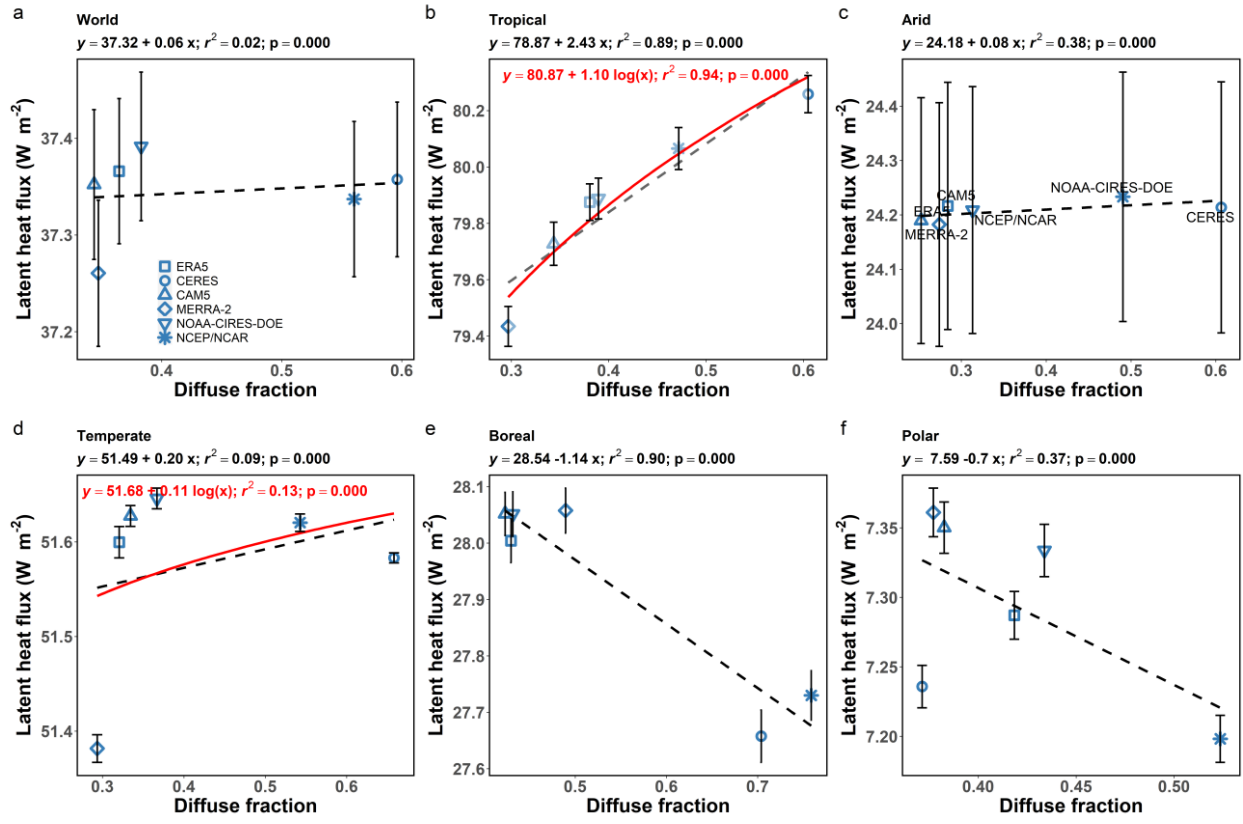 a
World
y = 37.32 + 0.06 x; r² = 0.02; p = 0.000
Latent heat flux (W m⁻²)
37.4
37.3
37.2
ERA5
CERES
CAM5
MERRA-2
NOAA-CIRES-DOE
NCEP/NCAR
0.4
0.5
0.6
Diffuse fraction
b
Tropical
y = 78.87 + 2.43 x; r² = 0.89; p = 0.000
y = 80.87 + 1.10 log(x); r² = 0.94; p = 0.000
Latent heat flux (W m⁻²)
80.2
80.0
79.8
79.6
79.4
0.3
0.4
0.5
0.6
Diffuse fraction
c
Arid
y = 24.18 + 0.08 x; r² = 0.38; p = 0.000
Latent heat flux (W m⁻²)
24.4
24.3
24.2
24.1
24.0
CAM5
NOAA-CIRES-DOE
ERA5
NCEP/NCAR
CERES
MERRA-2
0.3
0.4
0.5
0.6
Diffuse fraction
d
Temperate
y = 51.49 + 0.20 x; r² = 0.09; p = 0.000
y = 51.68 + 0.11 log(x); r² = 0.13; p = 0.000
Latent heat flux (W m⁻²)
51.6
51.5
51.4
0.3
0.4
0.5
0.6
Diffuse fraction
e
Boreal
y = 28.54 -1.14 x; r² = 0.90; p = 0.000
Latent heat flux (W m⁻²)
28.1
28.0
27.9
27.8
27.7
27.6
0.5
0.6
0.7
Diffuse fraction
f
Polar
y = 7.59 -0.7 x; r² = 0.37; p = 0.000
Latent heat flux (W m⁻²)
7.35
7.30
7.25
7.20
0.40
0.45
0.50
Diffuse fraction